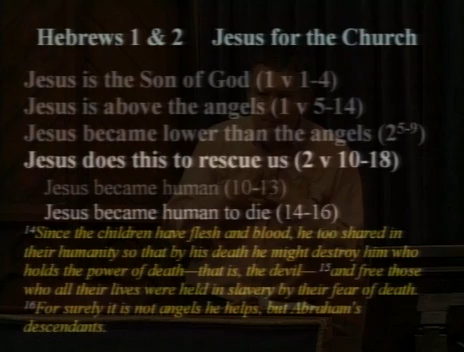 Hebrews 1 & 2 Jesus for the Church
Jesus is the Son of God (1 v 1-4)
Jesus is above the angels (1 v 5-14)
Jesus became lower than the angels (2⁵⁻⁹)
Jesus does this to rescue us (2 v 10-18)
Jesus became human (10-13)
Jesus became human to die (14-16)
¹⁴Since the children have flesh and blood, he too shared in
their humanity so that by his death he might destroy him who
holds the power of death—that is, the devil— ¹⁵and free those
who all their lives were held in slavery by their fear of death.
¹⁶For surely it is not angels he helps, but Abraham's
descendants.